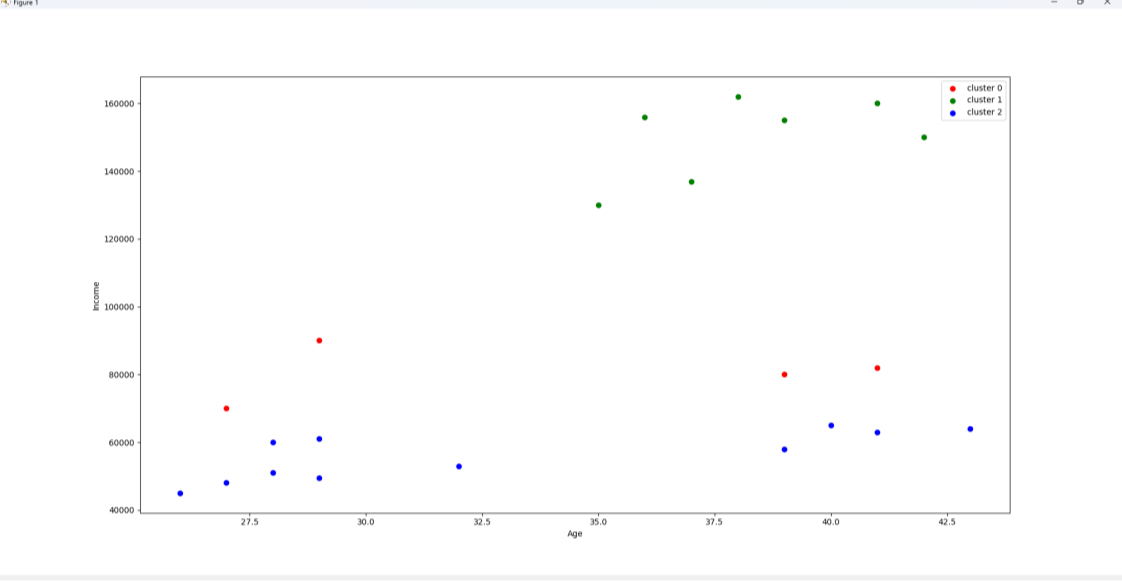 Figure 1
cluster 0
cluster 1
cluster 2
160000
140000
120000
100000
80000
60000
40000
Income
27.5 30.0 32.5 35.0 37.5 40.0 42.5
Age